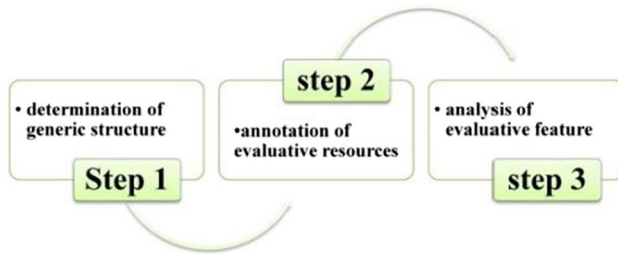 • determination of
generic structure
Step 1
step 2
•annotation of
evaluative resources
• analysis of
evaluative feature
step 3